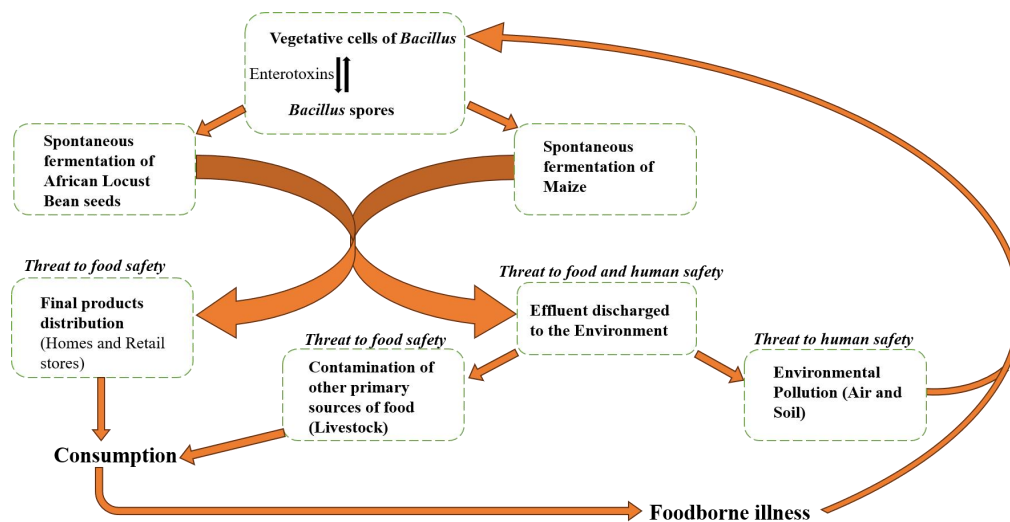 Vegetative cells of Bacillus
Enterotoxins
Bacillus spores
Spontaneous
fermentation of
African Locust
Bean seeds
Spontaneous
fermentation of
Maize
Threat to food safety
Final products
distribution
(Homes and Retail
stores)
Threat to food and human safety
Effluent discharged
to the Environment
Threat to food safety
Contamination of
other primary
sources of food
(Livestock)
Threat to human safety
Environmental
Pollution (Air and
Soil)
Consumption
Foodborne illness